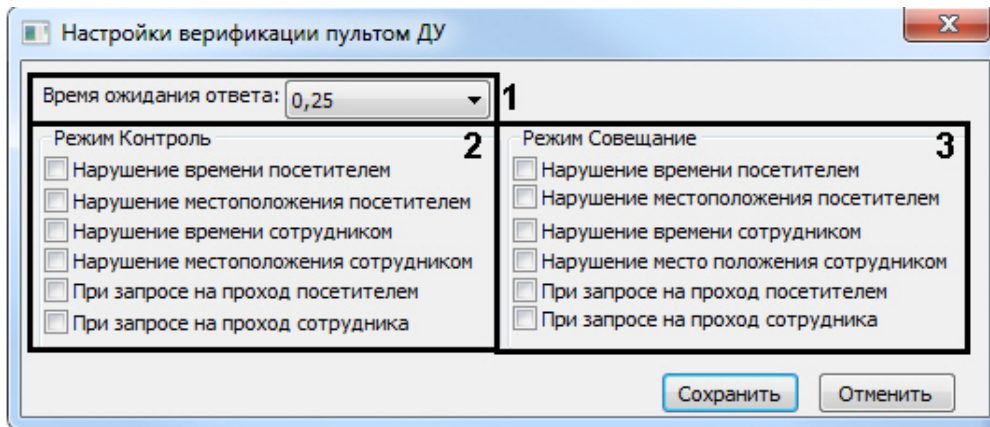 Настройки верификации пультом ДУ
Время ожидания ответа: 0,25 1
Режим Контроль 2
Нарушение времени посетителем
Нарушение местоположения посетителем
Нарушение времени сотрудником
Нарушение местоположения сотрудником
При запросе на проход посетителем
При запросе на проход сотрудника
Режим Совещание 3
Нарушение времени посетителем
Нарушение местоположения посетителем
Нарушение времени сотрудником
Нарушение место положения сотрудником
При запросе на проход посетителем
При запросе на проход сотрудника
Сохранить Отменить